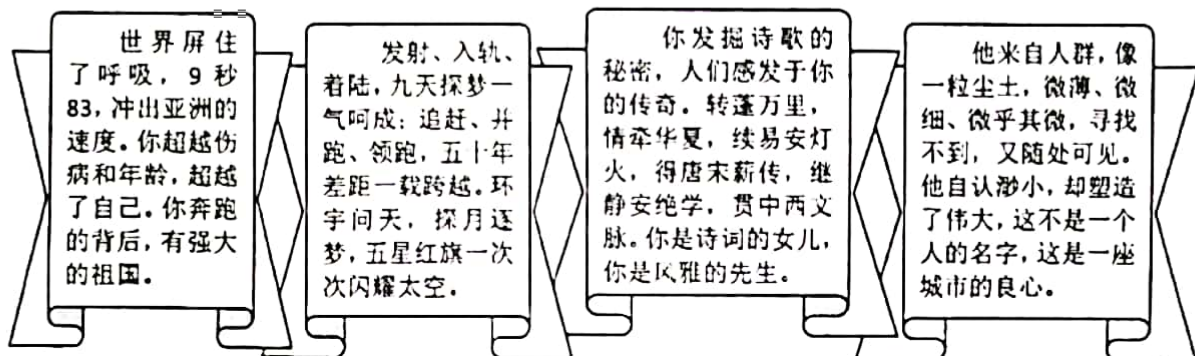 世界屏住
了呼吸，9 秒
83，冲出亚洲的
速度。你超越伤
病和年龄，超越
了自己。你奔跑
的背后，有强大
的祖国。
发射、入轨、
着陆，九天探梦一
气呵成；追赶、并
跑、领跑，五十年
差距一载跨越。环
宇问天，探月逐
梦，五星红旗一次
次闪耀太空。
你发掘诗歌的
秘密，人们感发于你
的传奇。转蓬万里，
情牵华夏，续易安灯
火，得唐宋薪传，继
静安绝学，贯中西文
脉。你是诗词的女儿，
你是风雅的先生。
他来自人群，像
一粒尘土，微薄、微
细、微乎其微，寻找
不到，又随处可见。
他自认渺小，却塑造
了伟大，这不是一个
人的名字，这是一座
城市的良心。